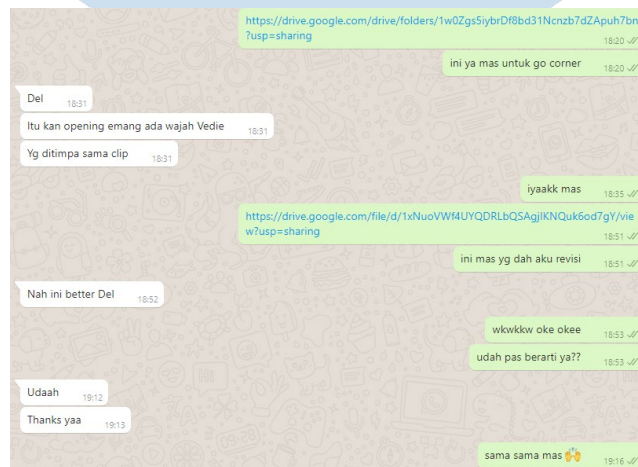 https://drive.google.com/drive/folders/1w0Zgs5iybrDf8bd31Ncnzb7dZApuh7bn
?usp=sharing
18:20
ini ya mas untuk go corner
18:20
Del
18:31
Itu kan opening emang ada wajah Vedie
18:31
Yg ditimpa sama clip
18:31
iyaakk mas
18:35
https://drive.google.com/file/d/1xNuoVWf4UYQDRLbQSAgjlKNQuk6od7gY/vie
w?usp=sharing
18:51
ini mas yg dah aku revisi
18:51
Nah ini better Del
18:52
wkwkkw oke okee
18:53
udah pas berarti ya??
18:53
Udaah
19:12
Thanks yaa
19:13
sama sama mas 🙌
19:16